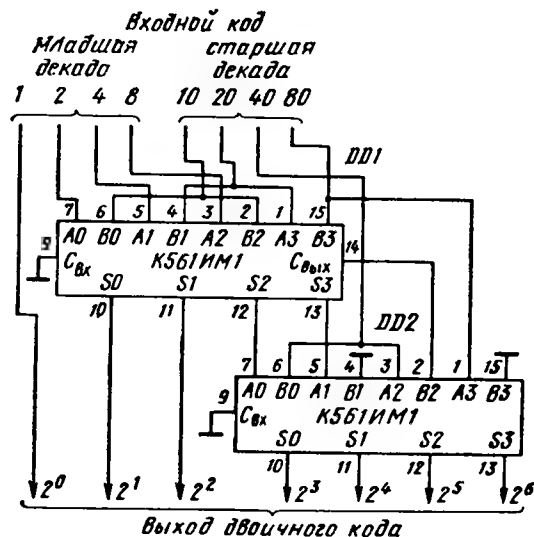 Входной код
Младшая декада
старшая декада
1 2 4 8 10 20 40 80
DD1
7 6 5 4 3 2 1 15
A0 B0 A1 B1 A2 B2 A3 B3
9
Cвх К561ИМ1 Cвых
14
S0 S1 S2 S3
10 11 12 13
DD2
7 6 5 4 3 2 1 15
A0 B0 A1 B1 A2 B2 A3 B3
9
Cвх К561ИМ1
S0 S1 S2 S3
10 11 12 13
2⁰ 2¹ 2² 2³ 2⁴ 2⁵ 2⁶
Выход двоичного кода